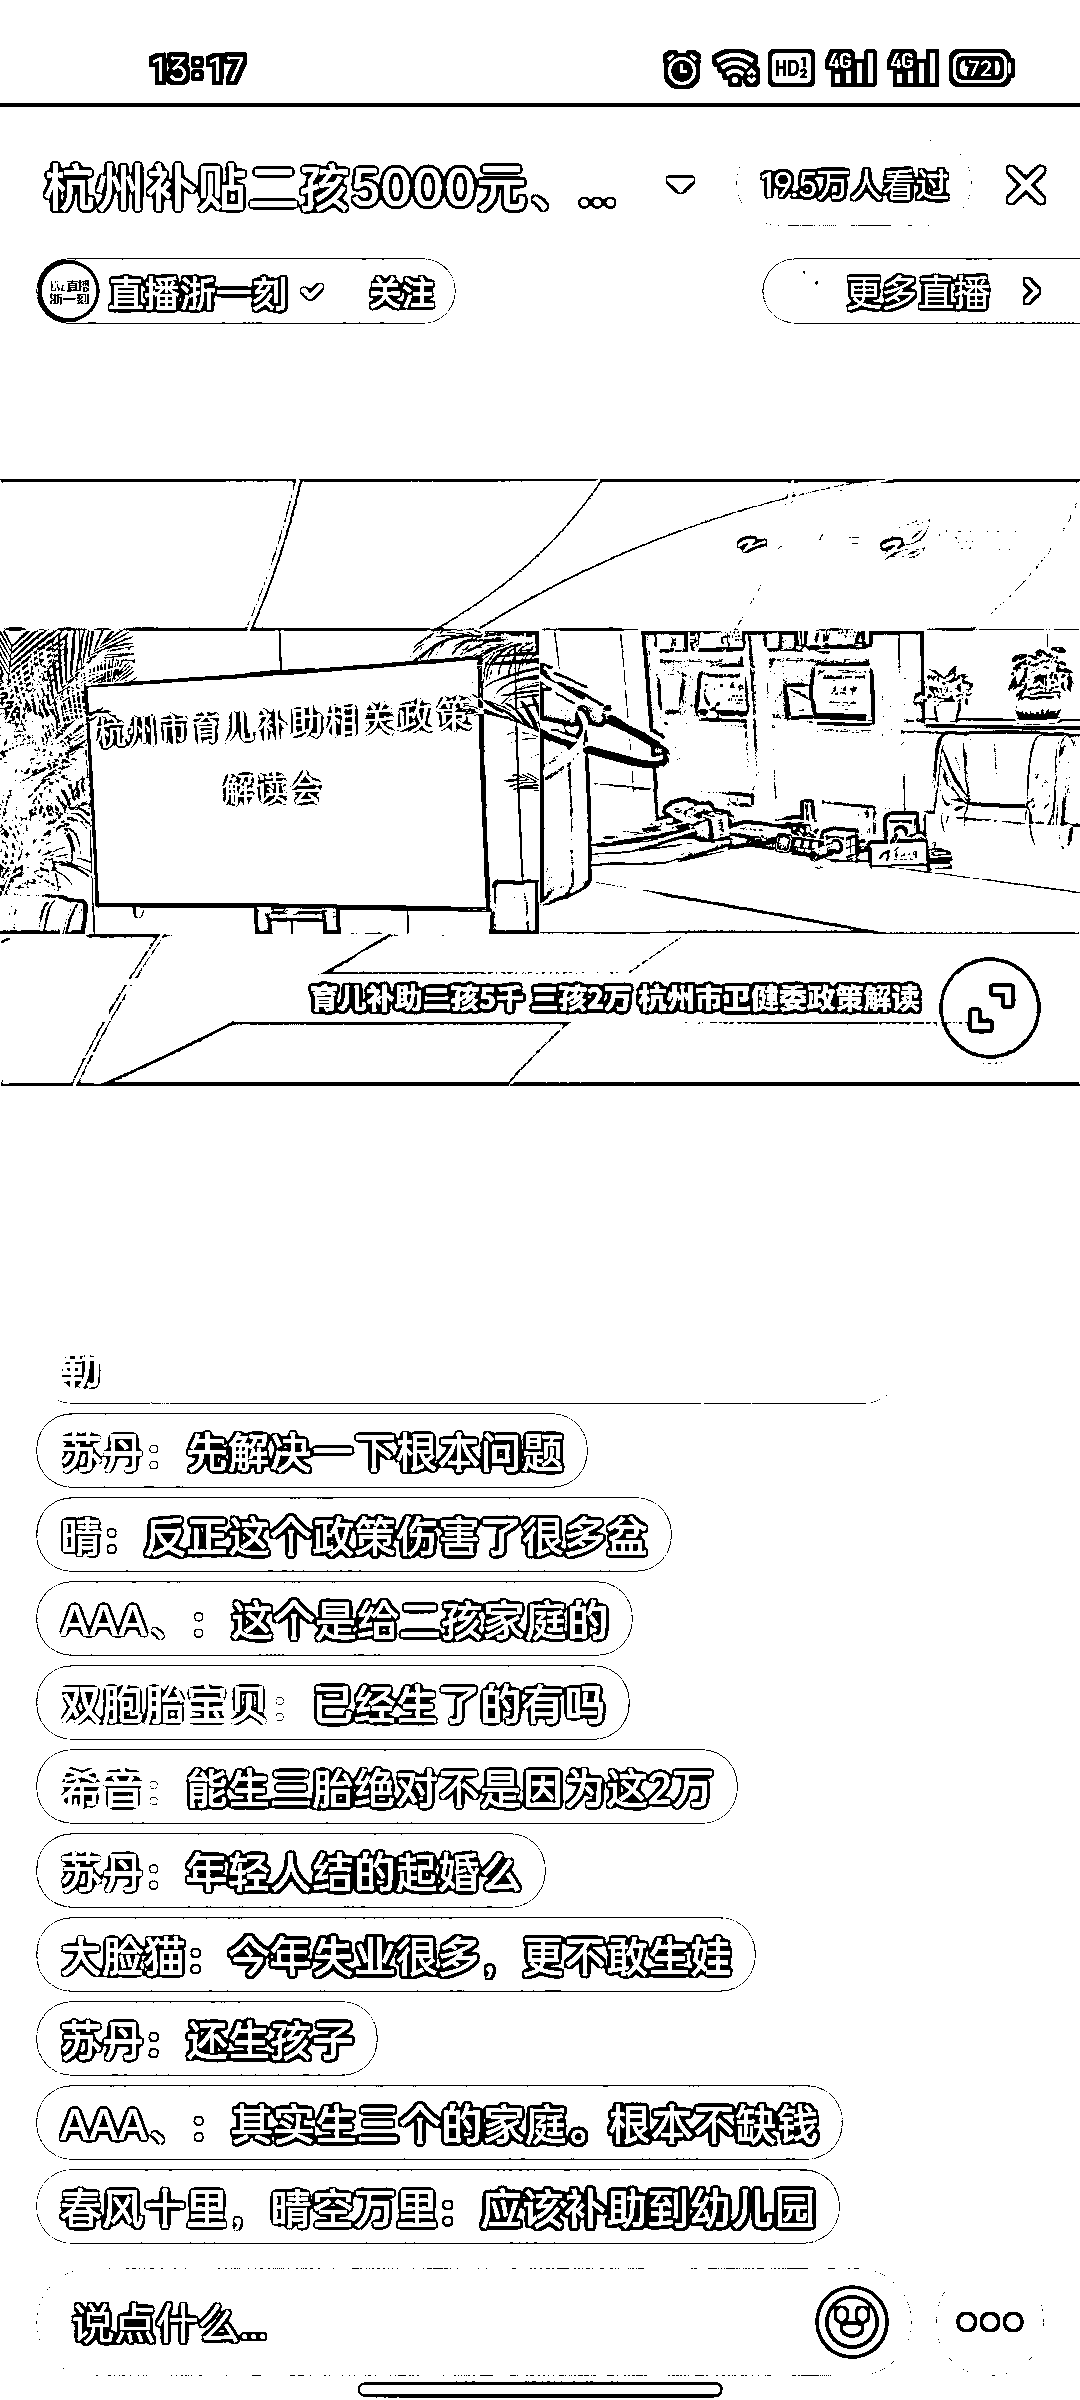 13:17
HD 1 2 4G 4G 72
杭州补贴二孩5000元、...
19.5万人看过
直播浙一刻
直播浙一刻 关注
更多直播
杭州市育儿补助相关政策
解读会
育儿补助二孩5千 三孩2万 杭州市卫健委政策解读
勒
苏丹：先解决一下根本问题
晴：反正这个政策伤害了很多盆
AAA、：这个是给二孩家庭的
双胞胎宝贝：已经生了的有吗
希音：能生三胎绝对不是因为这2万
苏丹：年轻人结的起婚么
大脸猫：今年失业很多，更不敢生娃
苏丹：还生孩子
AAA、：其实生三个的家庭。根本不缺钱
春风十里，晴空万里：应该补助到幼儿园
说点什么...